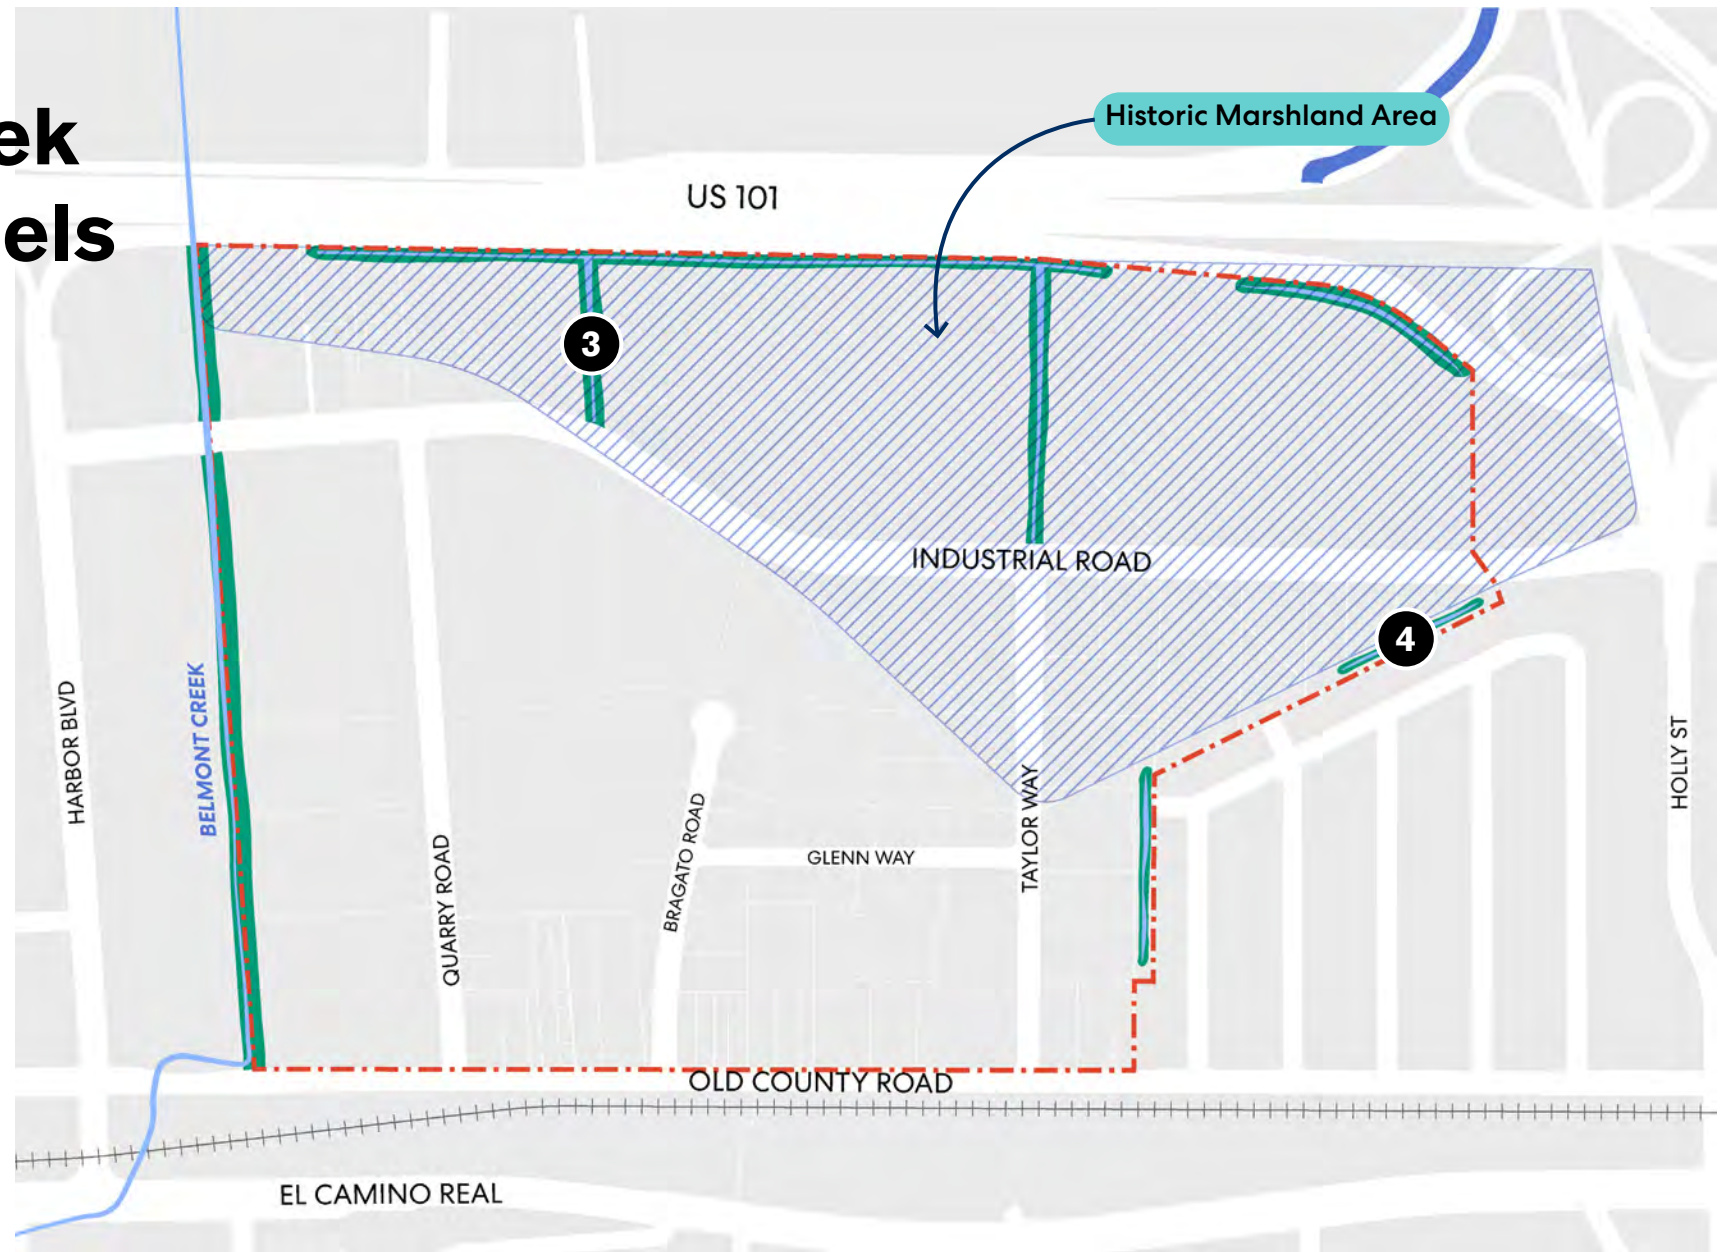 ek
els
Historic Marshland Area
US 101
3
INDUSTRIAL ROAD
4
HARBOR BLVD
BELMONT CREEK
QUARRY ROAD
BRAGATO ROAD
GLENN WAY
TAYLOR WAY
HOLLY ST
OLD COUNTY ROAD
EL CAMINO REAL